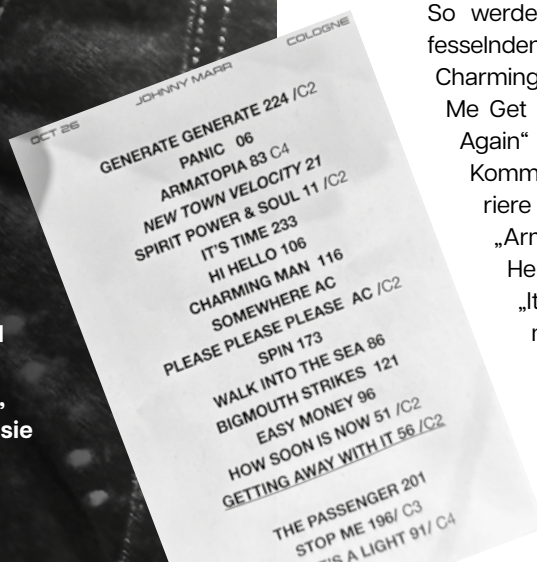 OCT 26 JOHNNY MARR COLOGNE
GENERATE GENERATE 224 /C2
PANIC 06
ARMATOPIA 83 C4
NEW TOWN VELOCITY 21
SPIRIT POWER & SOUL 11 /C2
IT'S TIME 233
HI HELLO 106
CHARMING MAN 116
SOMEWHERE AC
PLEASE PLEASE PLEASE AC /C2
SPIN 173
WALK INTO THE SEA 86
BIGMOUTH STRIKES 121
EASY MONEY 96
HOW SOON IS NOW 51 /C2
GETTING AWAY WITH IT 56 /C2
THE PASSENGER 201
STOP ME 196/ C3
A LIGHT 91/ C4
sie
So werde
fesselnden
Charming
Me Get
Again“
Komm
riere
„Arm
He
„It